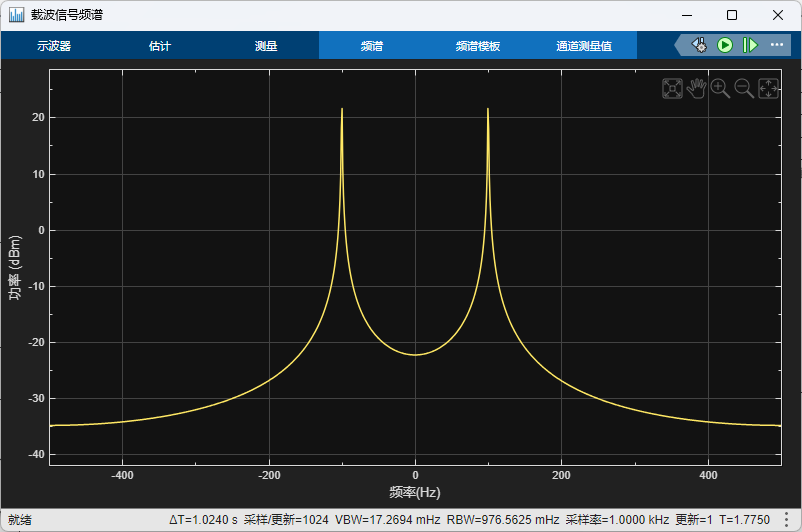 载波信号频谱
示波器 估计 测量 频谱 频谱模板 通道测量值
20
10
0
-10
-20
-30
-40
功率 (dBm)
-400 -200 0 200 400
频率(Hz)
就绪 ΔT=1.0240 s 采样/更新=1024 VBW=17.2694 mHz RBW=976.5625 mHz 采样率=1.0000 kHz 更新=1 T=1.7750